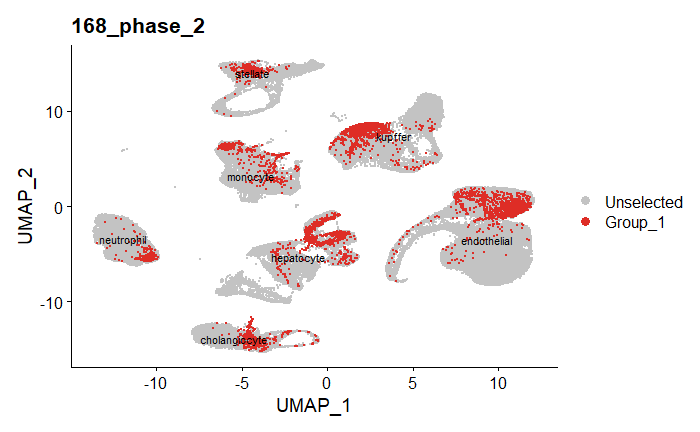 168_phase_2
stellate
10
kupffer
monocyte
UMAP_2
0
Unselected
Group_1
neutrophil
endothelial
hepatocyte
-10
cholangiocyte
-10
-5
0
5
10
UMAP_1